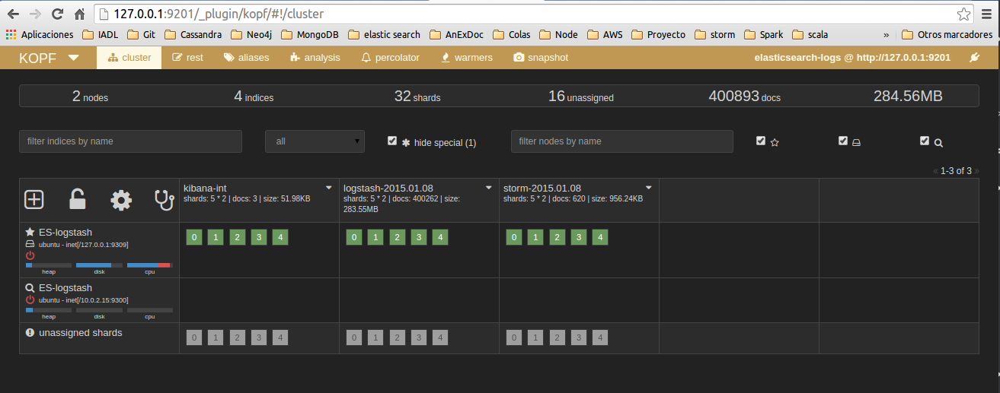 127.0.0.1:9201/_plugin/kopf/#!/cluster
Aplicaciones IADL Git Cassandra Neo4j MongoDB elastic search AnExDoc Colas Node AWS Proyecto storm Spark scala » Otros marcadores
KOPF cluster rest aliases analysis percolator warmers snapshot elasticsearch-logs @ http://127.0.0.1:9201
2 nodes 4 indices 32 shards 16 unassigned 400893 docs 284.56MB
filter indices by name all hide special (1) filter nodes by name
« 1-3 of 3 »
kibana-int logstash-2015.01.08 storm-2015.01.08
shards: 5 * 2 | docs: 3 | size: 51.98KB shards: 5 * 2 | docs: 400262 | size: shards: 5 * 2 | docs: 620 | size: 956.24KB
283.55MB
ES-logstash 0 1 2 3 4 0 1 2 3 4 0 1 2 3 4
ubuntu - inet[/127.0.0.1:9309]
heap disk cpu
ES-logstash
ubuntu - inet[/10.0.2.15:9300]
heap disk cpu
unassigned shards 0 1 2 3 4 0 1 2 3 4 0 1 2 3 4